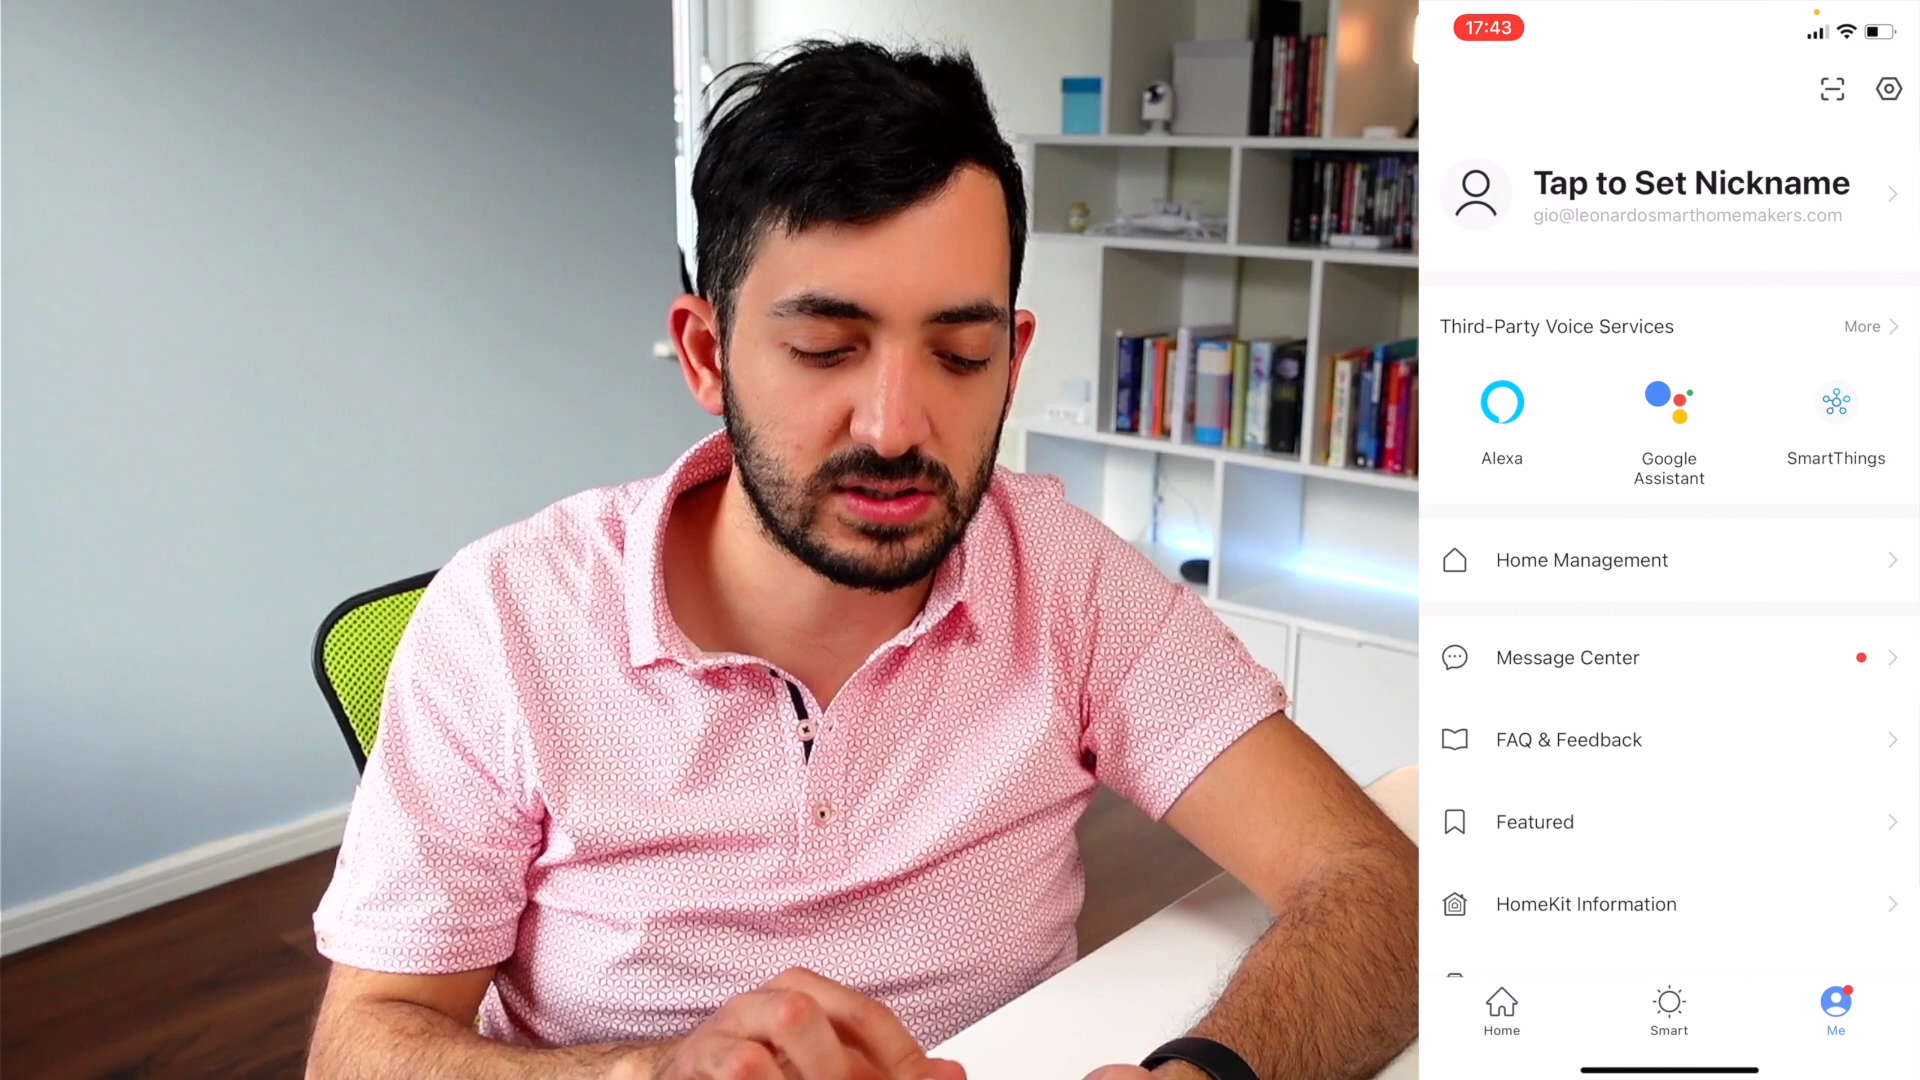 17:43
Tap to Set Nickname
gio@leonardosmarthomemakers.com
Third-Party Voice Services
More
Alexa
Google
Assistant
SmartThings
Home Management
Message Center
FAQ & Feedback
Featured
HomeKit Information
Home
Smart
Me